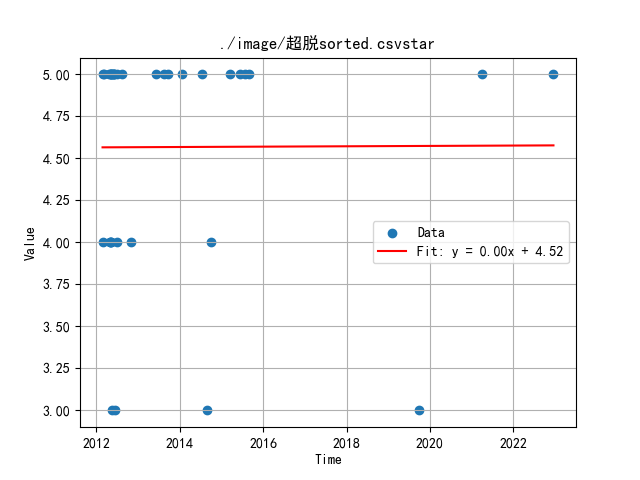 ./image/超脱sorted.csvstar
5.00
4.75
4.50
4.25
4.00
3.75
3.50
3.25
3.00
Value
Data
Fit: y = 0.00x + 4.52
2012 2014 2016 2018 2020 2022
Time